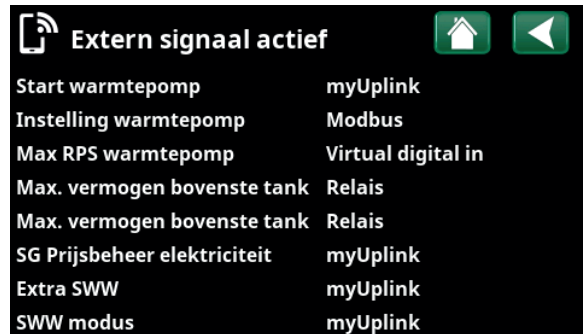 Extern signaal actief
Start warmtepomp myUplink
Instelling warmtepomp Modbus
Max RPS warmtepomp Virtual digital in
Max. vermogen bovenste tank Relais
Max. vermogen bovenste tank Relais
SG Prijsbeheer elektriciteit myUplink
Extra SWW myUplink
SWW modus myUplink